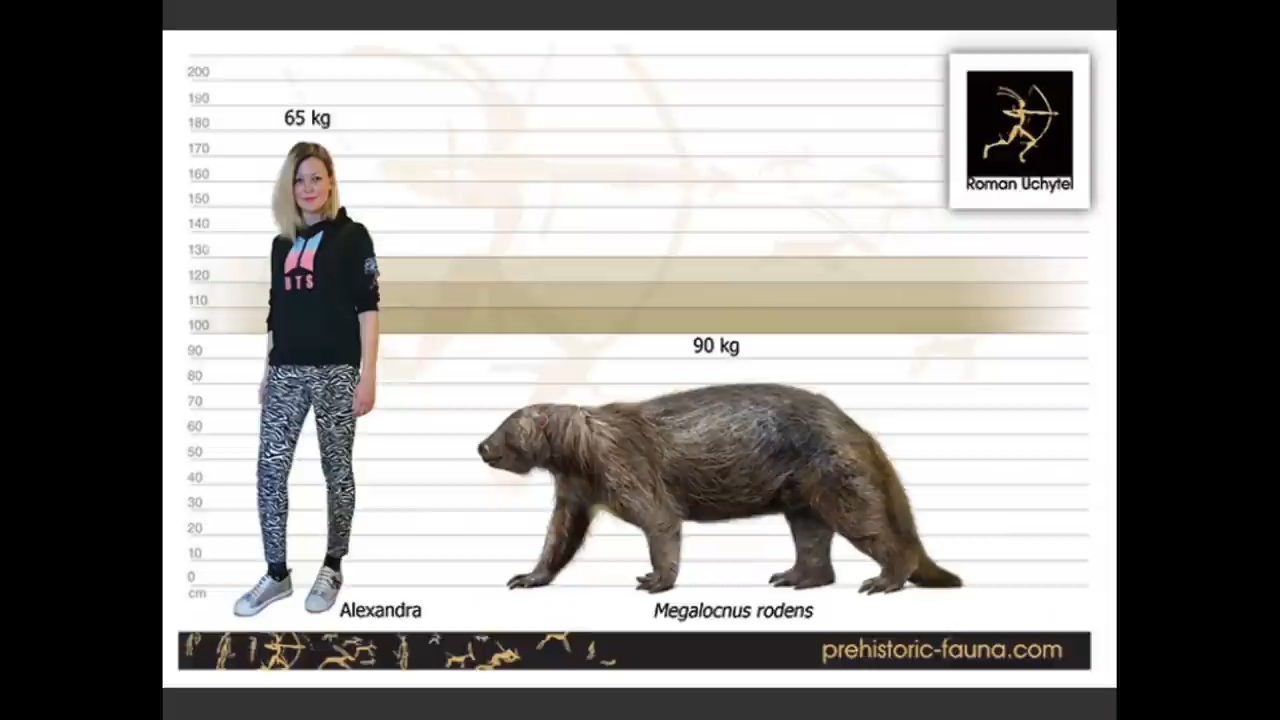 200
190
180
170
160
150
140
130
120
110
100
90
80
70
60
50
40
30
20
10
0
cm
65 kg
BTS
Roman Uchytel
90 kg
Alexandra
Megalocnus rodens
prehistoric-fauna.com